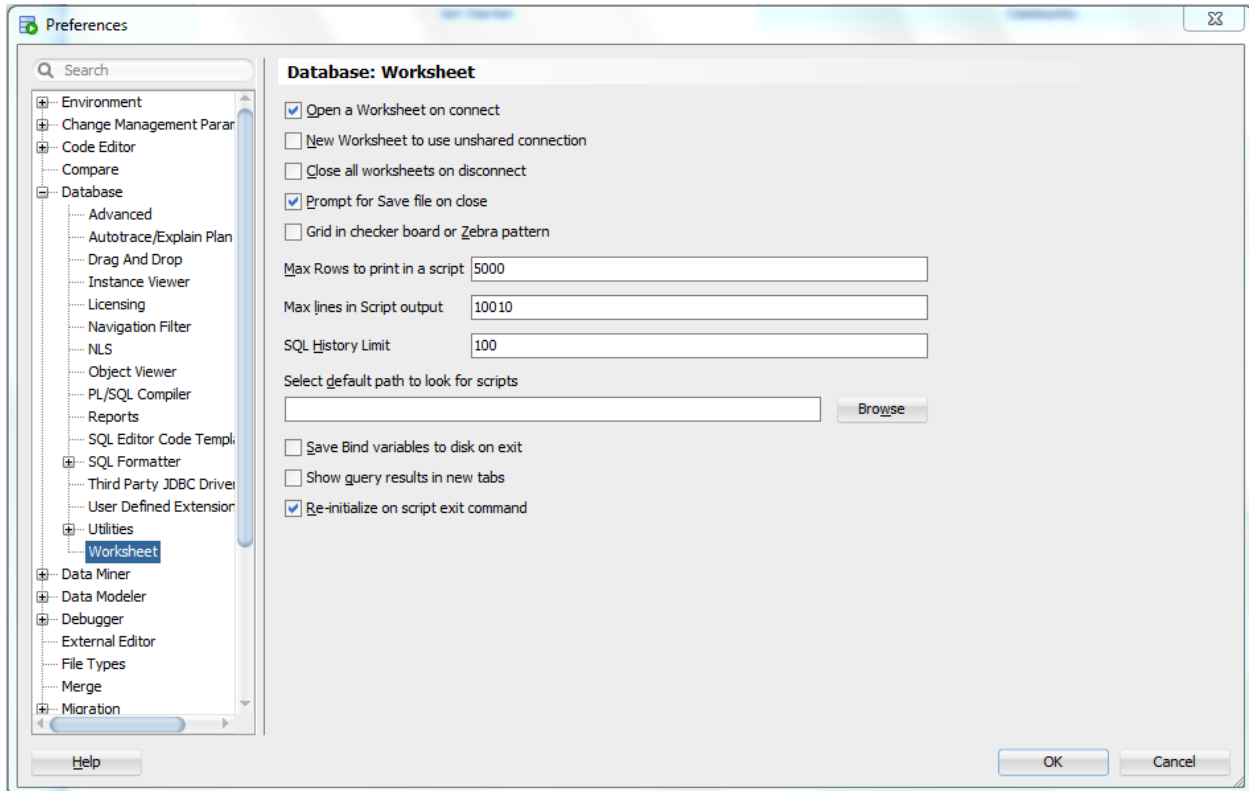 Preferences
Search
Environment
Change Management Parar
Code Editor
Compare
Database
Advanced
Autotrace/Explain Plan
Drag And Drop
Instance Viewer
Licensing
Navigation Filter
NLS
Object Viewer
PL/SQL Compiler
Reports
SQL Editor Code Templa
SQL Formatter
Third Party JDBC Driver
User Defined Extension
Utilities
Worksheet
Data Miner
Data Modeler
Debugger
External Editor
File Types
Merge
Migration
Database: Worksheet
Open a Worksheet on connect
New Worksheet to use unshared connection
Close all worksheets on disconnect
Prompt for Save file on close
Grid in checker board or Zebra pattern
Max Rows to print in a script 5000
Max lines in Script output 10010
SQL History Limit 100
Select default path to look for scripts
Browse
Save Bind variables to disk on exit
Show query results in new tabs
Re-initialize on script exit command
Help OK Cancel